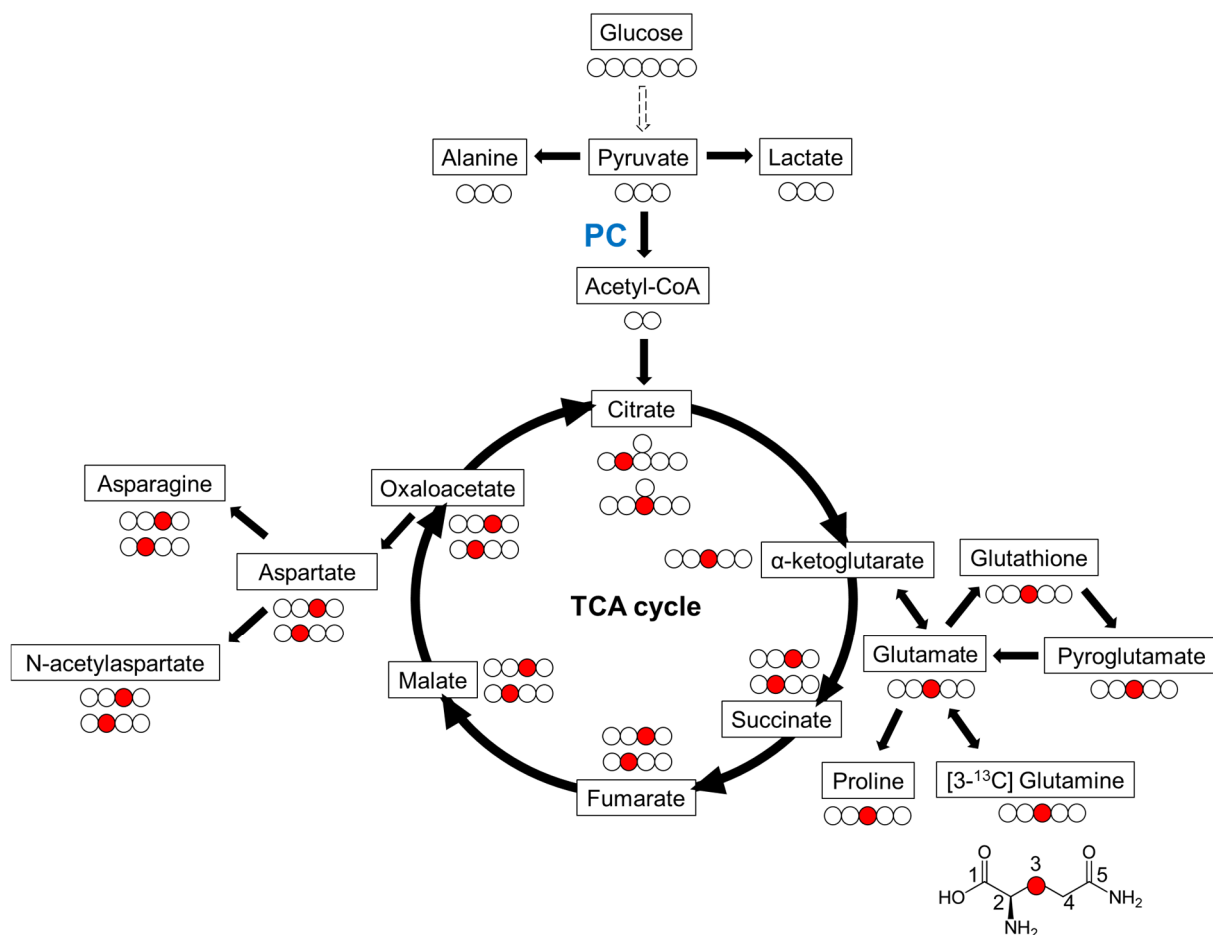 Glucose
Alanine
Pyruvate
Lactate
PC
Acetyl-CoA
Citrate
Asparagine
Oxaloacetate
α-ketoglutarate
Glutathione
Aspartate
TCA cycle
N-acetylaspartate
Malate
Glutamate
Pyroglutamate
Succinate
Fumarate
Proline
[3-¹³C] Glutamine
O
3
O
1
5
HO
2
4
NH₂
NH₂